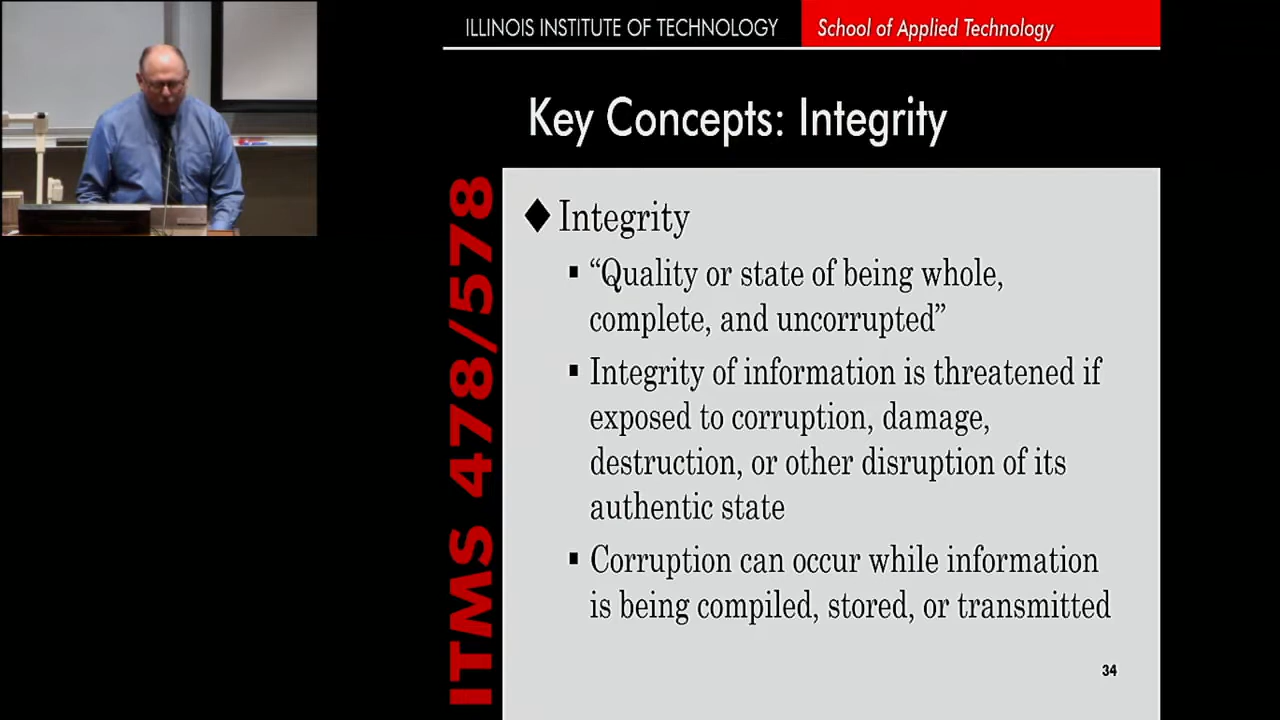 ILLINOIS INSTITUTE OF TECHNOLOGY School of Applied Technology
Key Concepts: Integrity
ITMS 478/578
◆ Integrity
▪ “Quality or state of being whole,
complete, and uncorrupted”
▪ Integrity of information is threatened if
exposed to corruption, damage,
destruction, or other disruption of its
authentic state
▪ Corruption can occur while information
is being compiled, stored, or transmitted
34